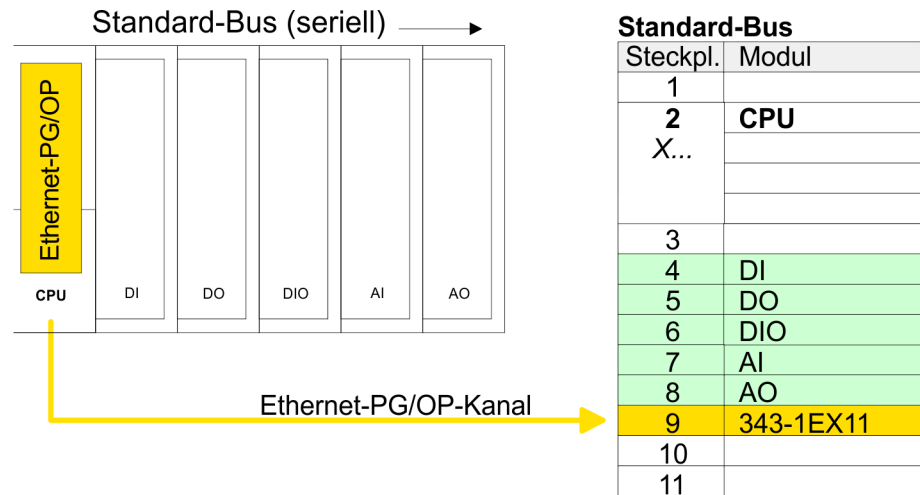 Standard-Bus (seriell)
Ethernet-PG/OP
CPU
DI
DO
DIO
AI
AO
Ethernet-PG/OP-Kanal
Standard-Bus
Steckpl. Modul
1
2 CPU
X...
3
4 DI
5 DO
6 DIO
7 AI
8 AO
9 343-1EX11
10
11